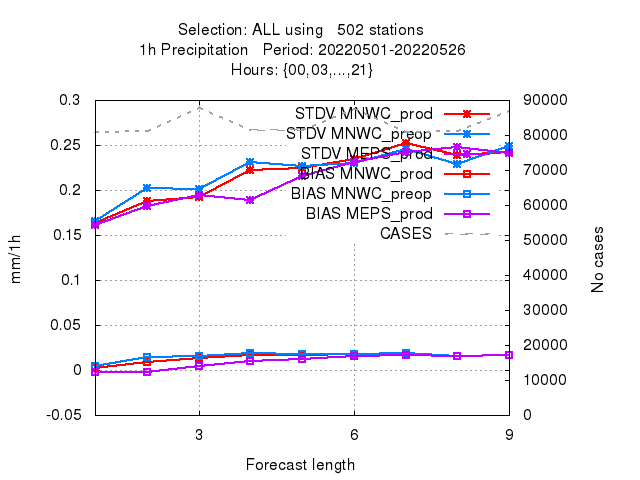 Selection: ALL using 502 stations
1h Precipitation Period: 20220501-20220526
Hours: {00,03,...,21}
0.3
0.25
0.2
0.15
0.1
0.05
0
-0.05
90000
80000
70000
60000
50000
40000
30000
20000
10000
0
STDV MNWC_prod
STDV MNWC_preop
STDV MEPS_prod
BIAS MNWC_prod
BIAS MNWC_preop
BIAS MEPS_prod
CASES
mm/1h
No cases
3 6 9
Forecast length